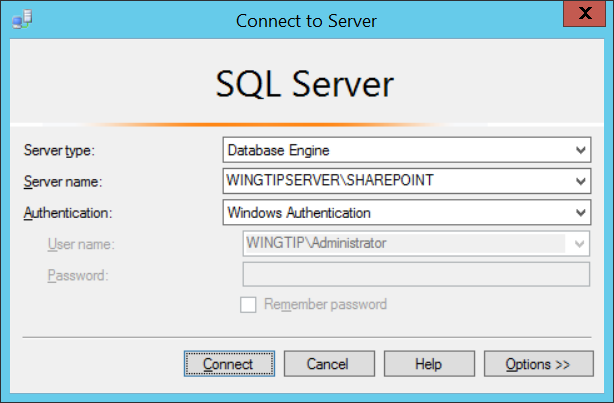 Connect to Server
X
SQL Server
Server type: Database Engine
Server name: WINGTIPSERVER\SHAREPOINT
Authentication: Windows Authentication
User name: WINGTIP\Administrator
Password:
Remember password
Connect Cancel Help Options >>